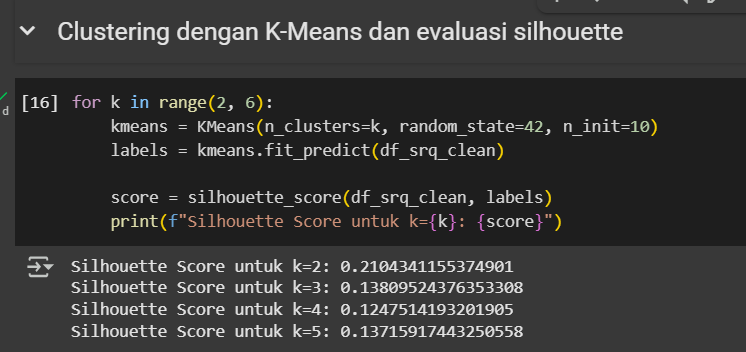 Clustering dengan K-Means dan evaluasi silhouette
[16] for k in range(2, 6):
d
kmeans = KMeans(n_clusters=k, random_state=42, n_init=10)
labels = kmeans.fit_predict(df_srq_clean)
score = silhouette_score(df_srq_clean, labels)
print(f"Silhouette Score untuk k={k}: {score}")
Silhouette Score untuk k=2: 0.2104341155374901
Silhouette Score untuk k=3: 0.13809524376353308
Silhouette Score untuk k=4: 0.1247514193201905
Silhouette Score untuk k=5: 0.13715917443250558